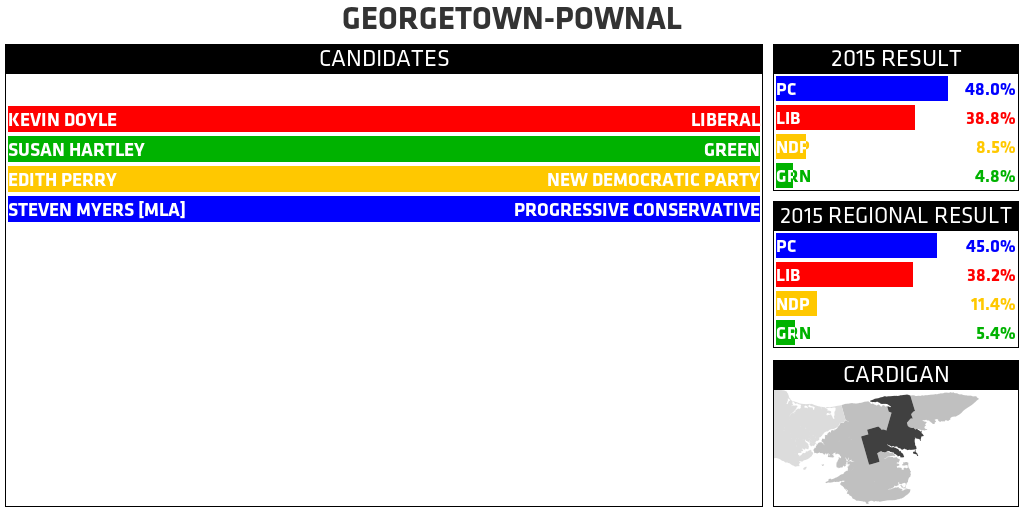 GEORGETOWN-POWNAL
CANDIDATES
KEVIN DOYLE LIBERAL
SUSAN HARTLEY GREEN
EDITH PERRY NEW DEMOCRATIC PARTY
STEVEN MYERS [MLA] PROGRESSIVE CONSERVATIVE
2015 RESULT
PC 48.0%
LIB 38.8%
NDP 8.5%
GRN 4.8%
2015 REGIONAL RESULT
PC 45.0%
LIB 38.2%
NDP 11.4%
GRN 5.4%
CARDIGAN